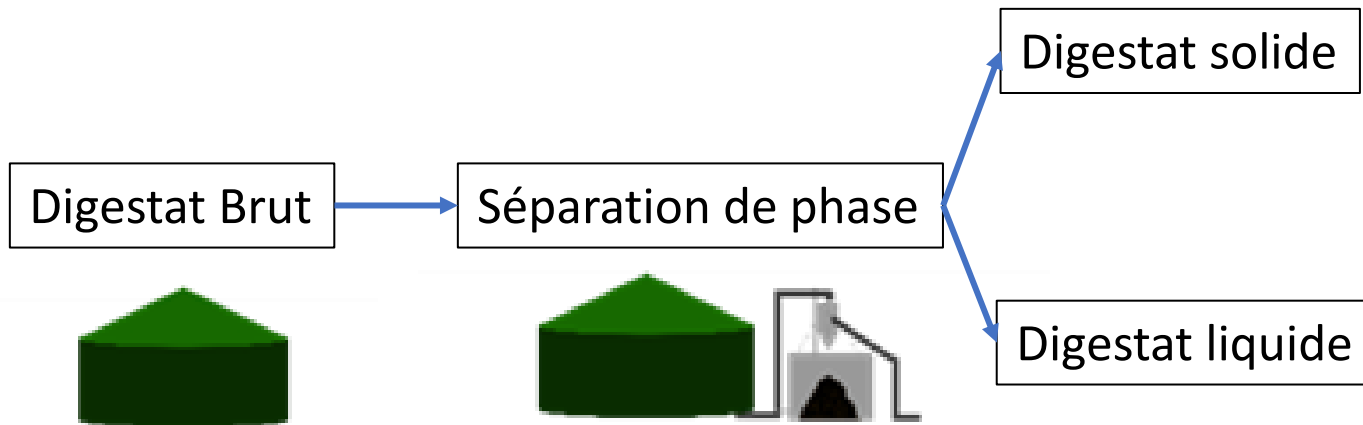 Digestat solide
Digestat Brut
Séparation de phase
Digestat liquide